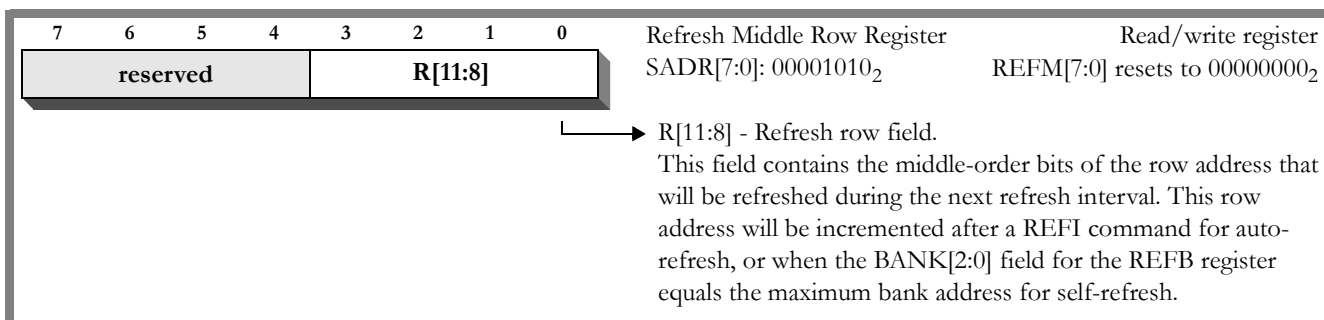 7 6 5 4 3 2 1 0
reserved R[11:8]
Refresh Middle Row Register Read/write register
SADR[7:0]: 00001010₂ REFM[7:0] resets to 00000000₂
R[11:8] - Refresh row field.
This field contains the middle-order bits of the row address that
will be refreshed during the next refresh interval. This row
address will be incremented after a REFI command for auto-
refresh, or when the BANK[2:0] field for the REFB register
equals the maximum bank address for self-refresh.